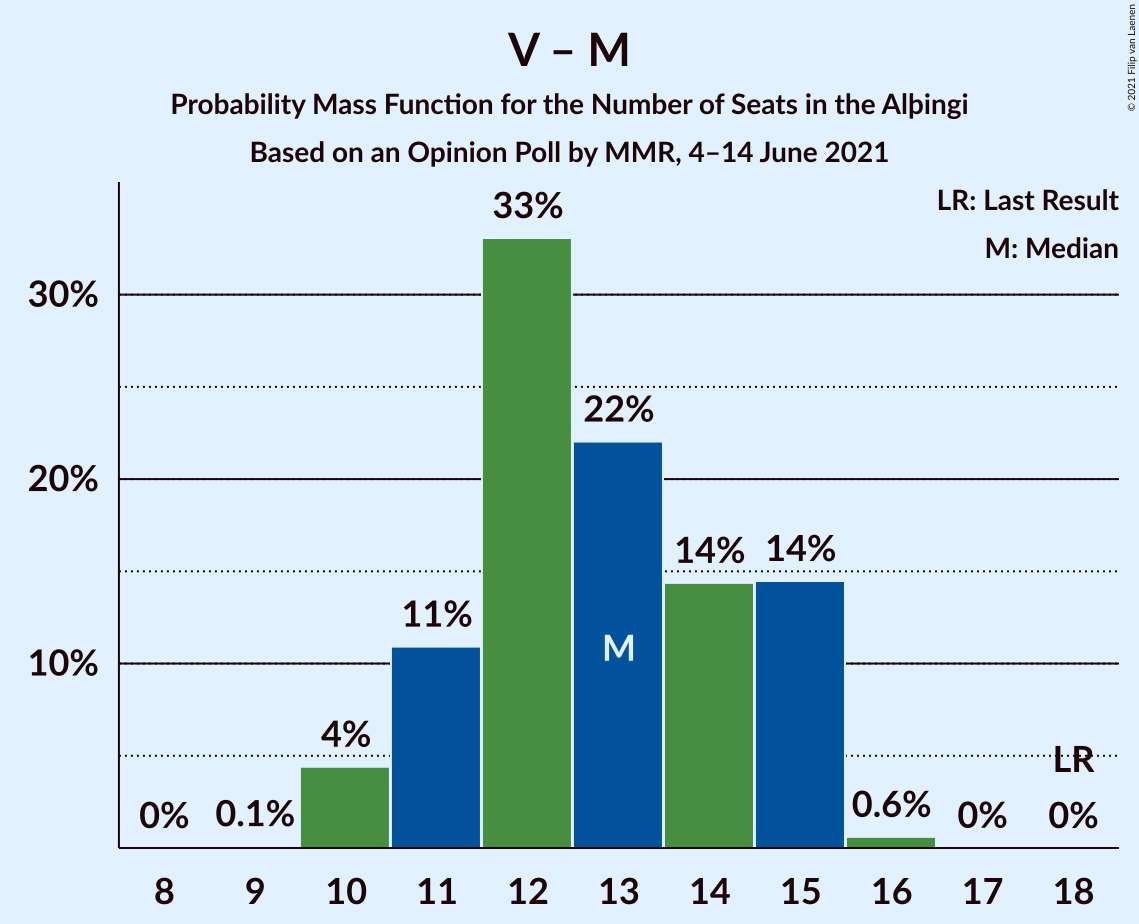 V – M
Probability Mass Function for the Number of Seats in the Alþingi
Based on an Opinion Poll by MMR, 4–14 June 2021
© 2021 Filip van Laenen
LR: Last Result
M: Median
30%
20%
10%
0%
0.1%
4%
11%
33%
22%
M
14%
14%
0.6%
0%
LR
0%
8 9 10 11 12 13 14 15 16 17 18